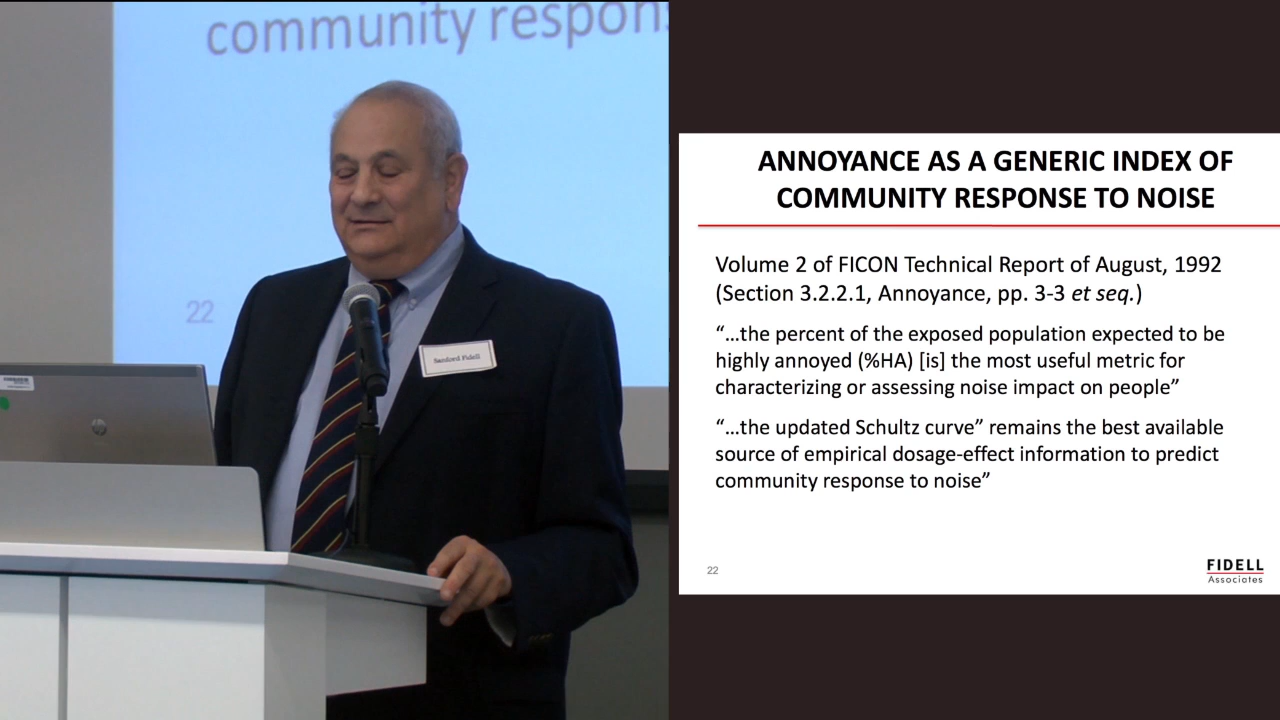 community respon
22
Sanford Fidell
hp
ANNOYANCE AS A GENERIC INDEX OF
COMMUNITY RESPONSE TO NOISE
Volume 2 of FICON Technical Report of August, 1992
(Section 3.2.2.1, Annoyance, pp. 3-3 et seq.)
“…the percent of the exposed population expected to be
highly annoyed (%HA) [is] the most useful metric for
characterizing or assessing noise impact on people”
“…the updated Schultz curve” remains the best available
source of empirical dosage-effect information to predict
community response to noise”
22
FIDELL
Associates